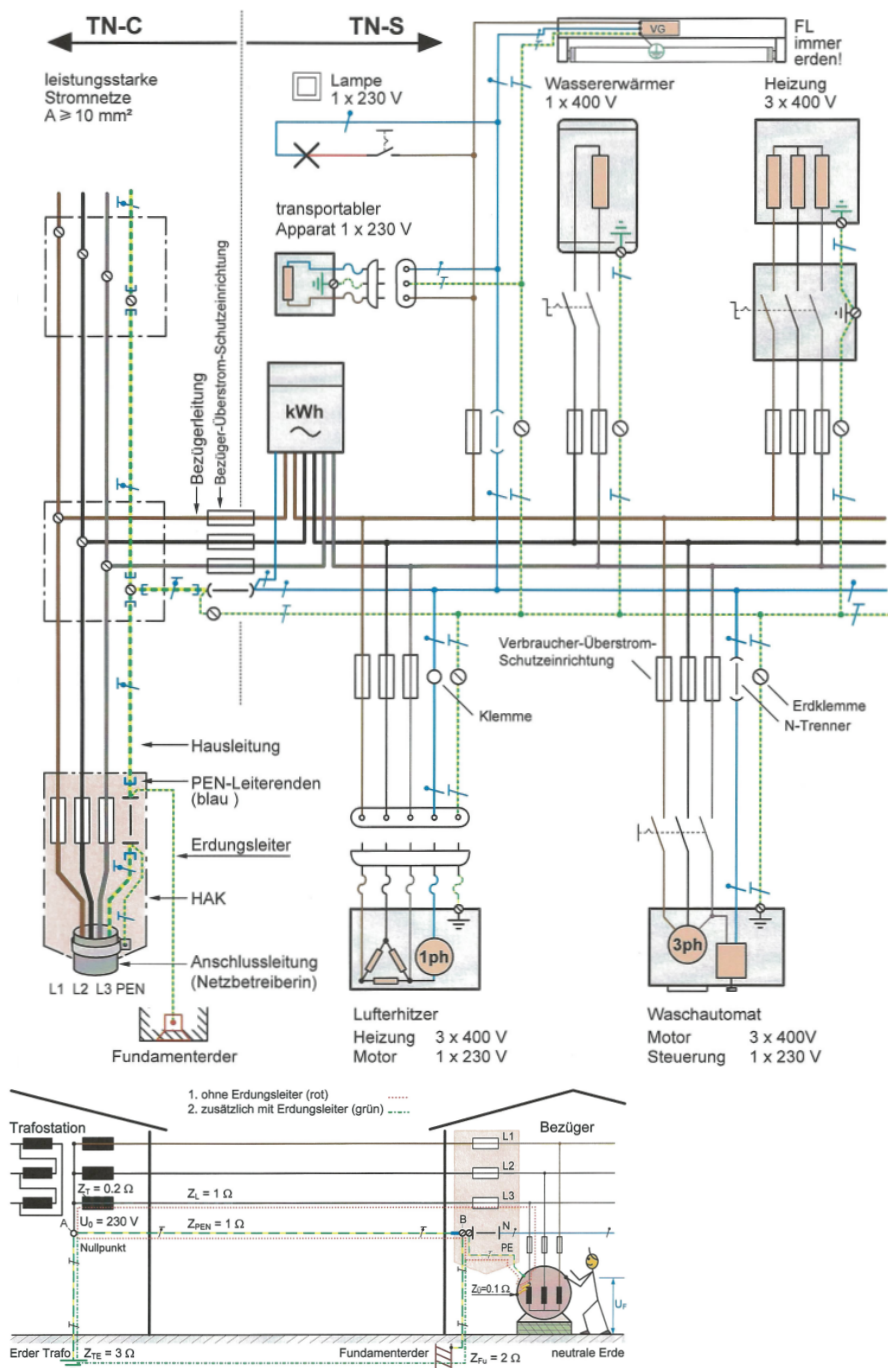 TN-C
TN-S
leistungsstarke
Stromnetze
A ≥ 10 mm²
Lampe
1 x 230 V
VG
FL
immer
erden!
Wassererwärmer
1 x 400 V
Heizung
3 x 400 V
transportabler
Apparat 1 x 230 V
Bezügerleitung
Bezüger-Überstrom-Schutzeinrichtung
kWh
Verbraucher-Überstrom-
Schutzeinrichtung
Klemme
Erdklemme
N-Trenner
Hausleitung
PEN-Leiterenden
(blau )
Erdungsleiter
HAK
Anschlussleitung
(Netzbetreiberin)
L1 L2 L3 PEN
Fundamenterder
1ph
3ph
Lufterhitzer
Heizung 3 x 400 V
Motor 1 x 230 V
Waschautomat
Motor 3 x 400V
Steuerung 1 x 230 V
1. ohne Erdungsleiter (rot)
2. zusätzlich mit Erdungsleiter (grün)
Trafostation
Bezüger
L1
L2
L3
Z_T = 0.2 Ω
Z_L = 1 Ω
A
U_0 = 230 V
Z_PEN = 1 Ω
B
N
Nullpunkt
PE
Z_0=0.1 Ω
U_F
Erder Trafo
Z_TE = 3 Ω
Fundamenterder
Z_Fu = 2 Ω
neutrale Erde